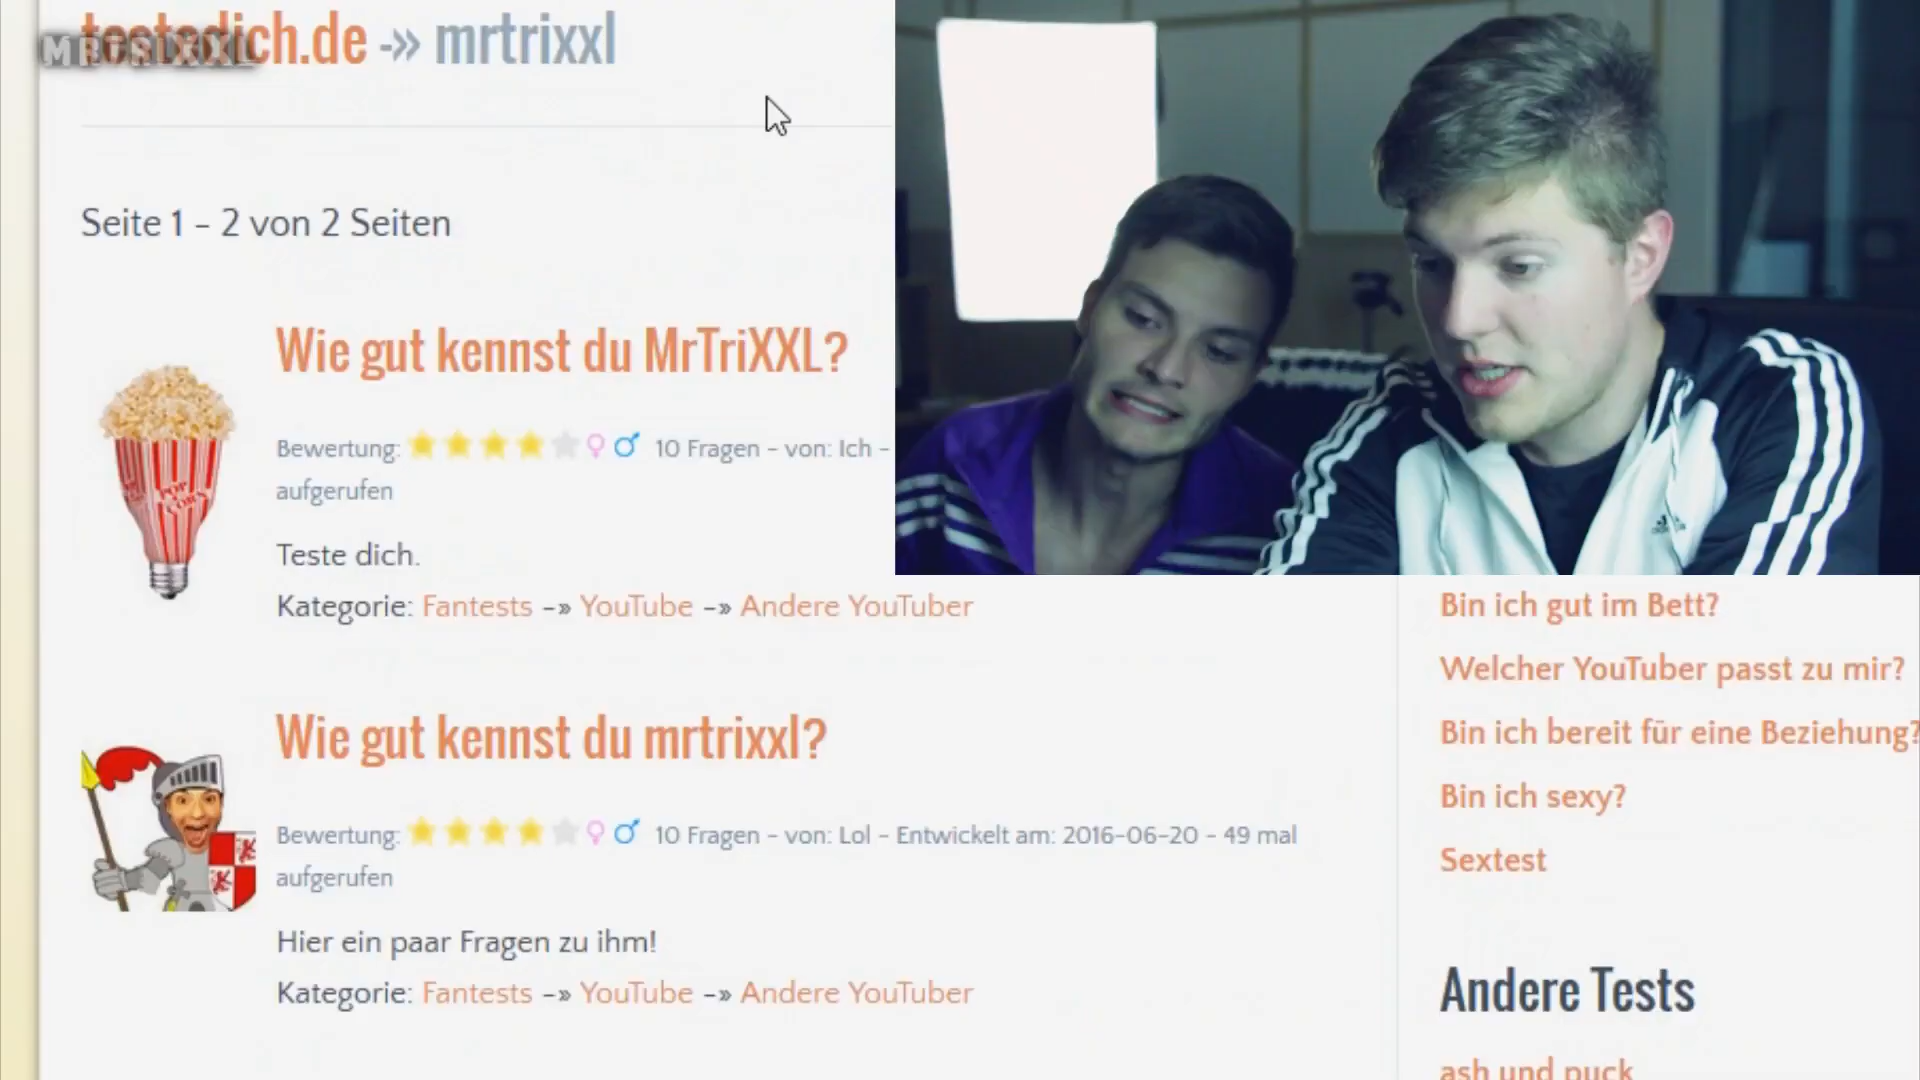 testedich.de -» mrtrixxl
MRTRIXXL
Seite 1 - 2 von 2 Seiten
Wie gut kennst du MrTriXXL?
Bewertung: 10 Fragen - von: Ich -
aufgerufen
Teste dich.
Kategorie: Fantests -» YouTube -» Andere YouTuber
POP CORN
Wie gut kennst du mrtrixxl?
Bewertung: 10 Fragen - von: Lol - Entwickelt am: 2016-06-20 - 49 mal
aufgerufen
Hier ein paar Fragen zu ihm!
Kategorie: Fantests -» YouTube -» Andere YouTuber
Bin ich gut im Bett?
Welcher YouTuber passt zu mir?
Bin ich bereit für eine Beziehung?
Bin ich sexy?
Sextest
Andere Tests
ash und puck